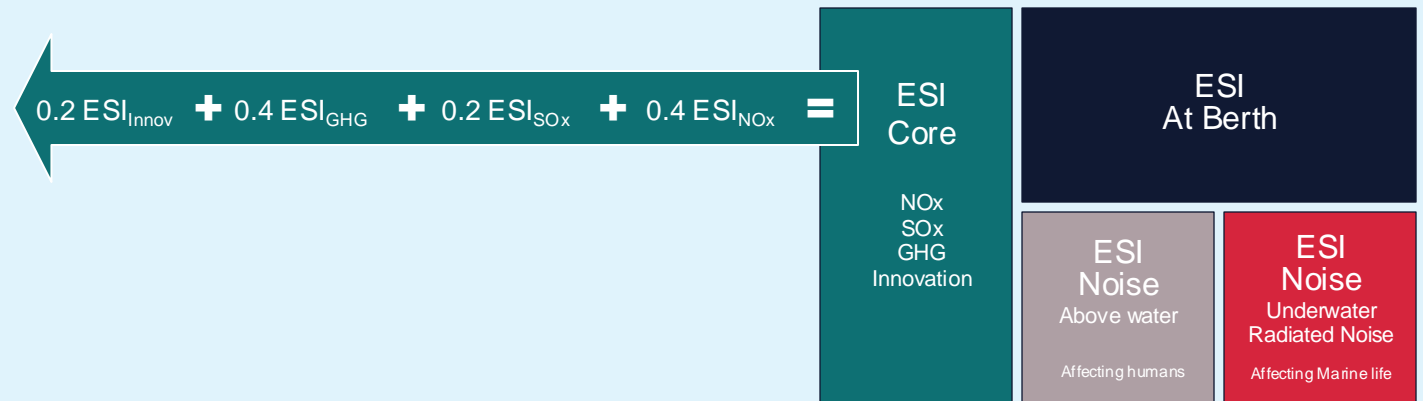 0.2 ESIInnov + 0.4 ESIGHG + 0.2 ESISOx + 0.4 ESINOx =
ESI
Core
NOx
SOx
GHG
Innovation
ESI
At Berth
ESI
Noise
Above water
Affecting humans
ESI
Noise
Underwater
Radiated Noise
Affecting Marine life